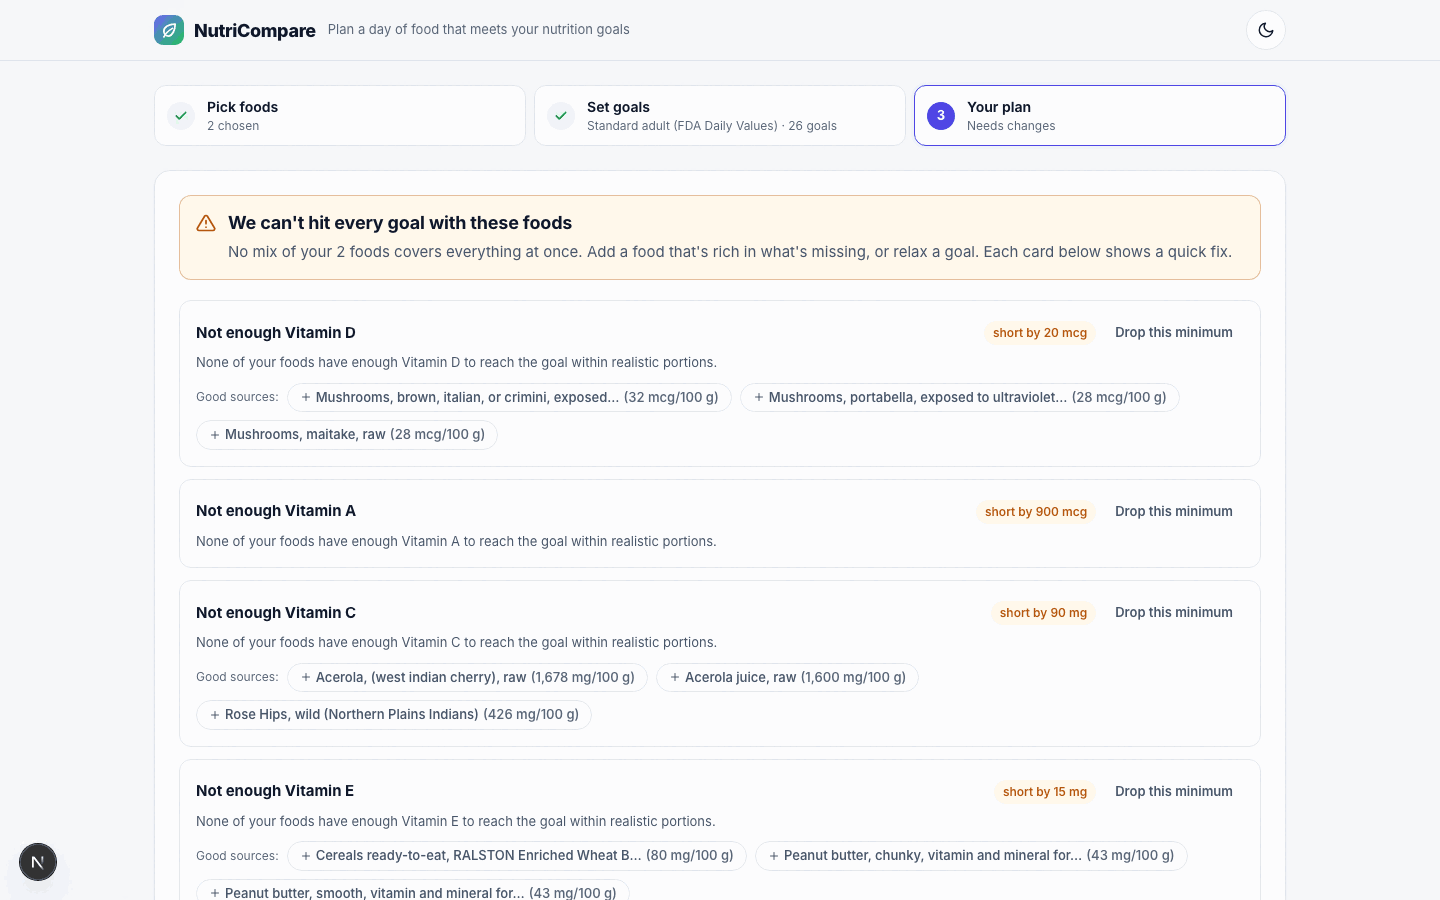 NutriCompare Plan a day of food that meets your nutrition goals
Pick foods
2 chosen
Set goals
Standard adult (FDA Daily Values) · 26 goals
3
Your plan
Needs changes
We can't hit every goal with these foods
No mix of your 2 foods covers everything at once. Add a food that's rich in what's missing, or relax a goal. Each card below shows a quick fix.
Not enough Vitamin D short by 20 mcg Drop this minimum
None of your foods have enough Vitamin D to reach the goal within realistic portions.
Good sources: + Mushrooms, brown, italian, or crimini, exposed... (32 mcg/100 g) + Mushrooms, portabella, exposed to ultraviolet... (28 mcg/100 g)
+ Mushrooms, maitake, raw (28 mcg/100 g)
Not enough Vitamin A short by 900 mcg Drop this minimum
None of your foods have enough Vitamin A to reach the goal within realistic portions.
Not enough Vitamin C short by 90 mg Drop this minimum
None of your foods have enough Vitamin C to reach the goal within realistic portions.
Good sources: + Acerola, (west indian cherry), raw (1,678 mg/100 g) + Acerola juice, raw (1,600 mg/100 g)
+ Rose Hips, wild (Northern Plains Indians) (426 mg/100 g)
Not enough Vitamin E short by 15 mg Drop this minimum
None of your foods have enough Vitamin E to reach the goal within realistic portions.
Good sources: + Cereals ready-to-eat, RALSTON Enriched Wheat B... (80 mg/100 g) + Peanut butter, chunky, vitamin and mineral for... (43 mg/100 g)
+ Peanut butter, smooth, vitamin and mineral for... (43 mg/100 g)
N